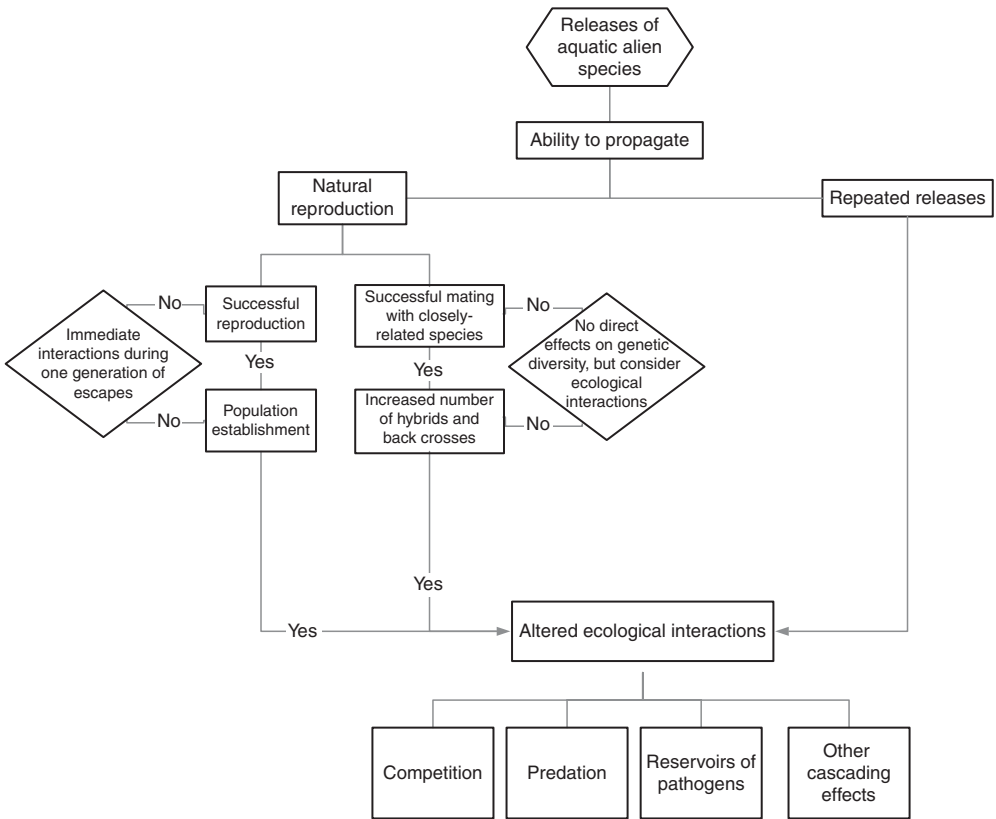 Releases of
aquatic alien
species
Ability to propagate
Natural
reproduction
Repeated releases
No
Successful
reproduction
Successful mating
with closely-
related species
No
Immediate
interactions during
one generation of
escapes
No direct
effects on genetic
diversity, but consider
ecological
interactions
Yes
Yes
No
Population
establishment
Increased number
of hybrids and
back crosses
No
Yes
Yes
Altered ecological interactions
Competition
Predation
Reservoirs of
pathogens
Other
cascading
effects